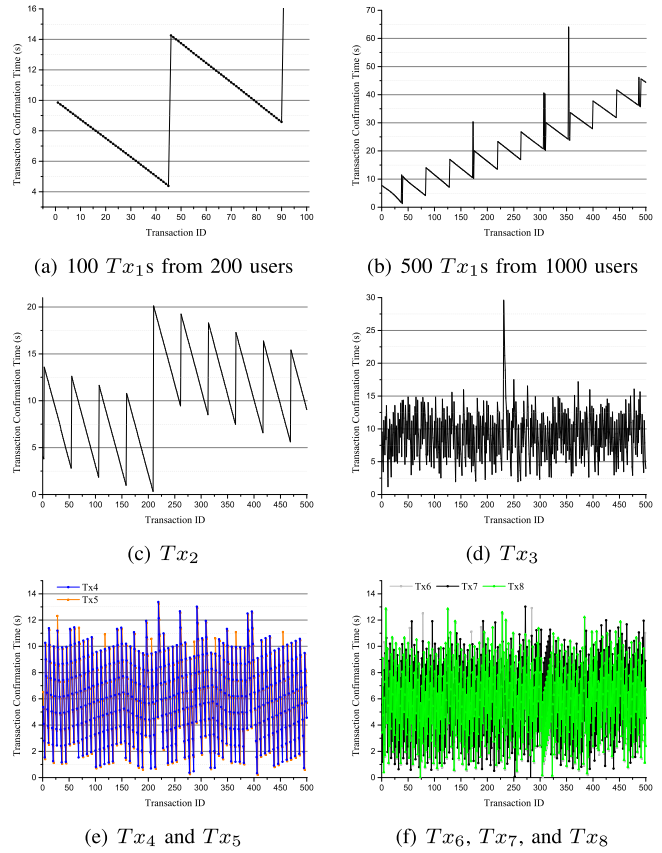 16
14
12
10
8
6
4
Transaction Confirmation Time (s)
0 10 20 30 40 50 60 70 80 90 100
Transaction ID
(a) 100 Tx₁s from 200 users
70
60
50
40
30
20
10
0
Transaction Confirmation Time (s)
0 50 100 150 200 250 300 350 400 450 500
Transaction ID
(b) 500 Tx₁s from 1000 users
20
15
10
5
0
Transaction Confirmation Time (s)
0 50 100 150 200 250 300 350 400 450 500
Transaction ID
(c) Tx₂
30
25
20
15
10
5
0
Transaction Confirmation Time (s)
0 50 100 150 200 250 300 350 400 450 500
Transaction ID
(d) Tx₃
Tx4
Tx5
14
12
10
8
6
4
2
0
Transaction Confirmation Time (s)
0 50 100 150 200 250 300 350 400 450 500
Transaction ID
(e) Tx₄ and Tx₅
Tx6 Tx7 Tx8
14
12
10
8
6
4
2
0
Transaction Confirmation Time (s)
0 50 100 150 200 250 300 350 400 450 500
Transaction ID
(f) Tx₆, Tx₇, and Tx₈